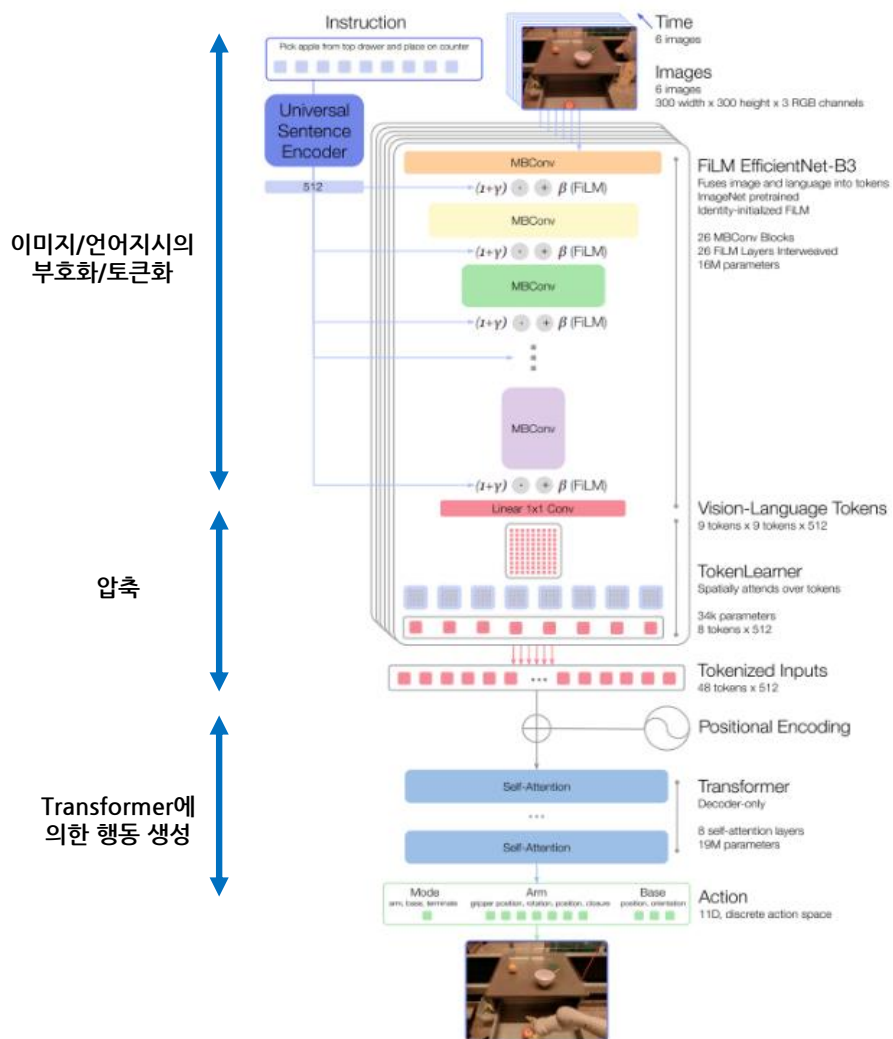 Instruction
Pick apple from top drawer and place on counter
Time
6 images
Images
6 images
300 width x 300 height x 3 RGB channels
Universal
Sentence
Encoder
512
이미지/언어지시의
부호화/토큰화
MBConv
(1+γ) · + β (FiLM)
MBConv
(1+γ) · + β (FiLM)
MBConv
(1+γ) · + β (FiLM)
MBConv
(1+γ) · + β (FiLM)
Linear 1x1 Conv
FiLM EfficientNet-B3
Fuses image and language into tokens
ImageNet pretrained
Identity-initialized FiLM
26 MBConv Blocks
26 FiLM Layers Interweaved
16M parameters
Vision-Language Tokens
9 tokens x 9 tokens x 512
압축
TokenLearner
Spatially attends over tokens
34k parameters
8 tokens x 512
...
Tokenized Inputs
48 tokens x 512
+
Positional Encoding
Transformer에
의한 행동 생성
Self-Attention
...
Self-Attention
Transformer
Decoder-only
8 self-attention layers
19M parameters
Mode
arm, base, terminate
Arm
gripper position, rotation, position, closure
Base
position, orientation
Action
11D, discrete action space